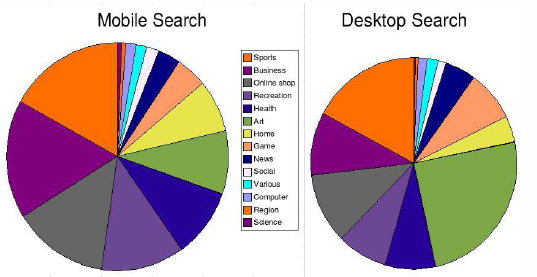 Mobile Search
Desktop Search
Sports
Business
Online shop
Recreation
Health
Art
Home
Game
News
Social
Various
Computer
Region
Science